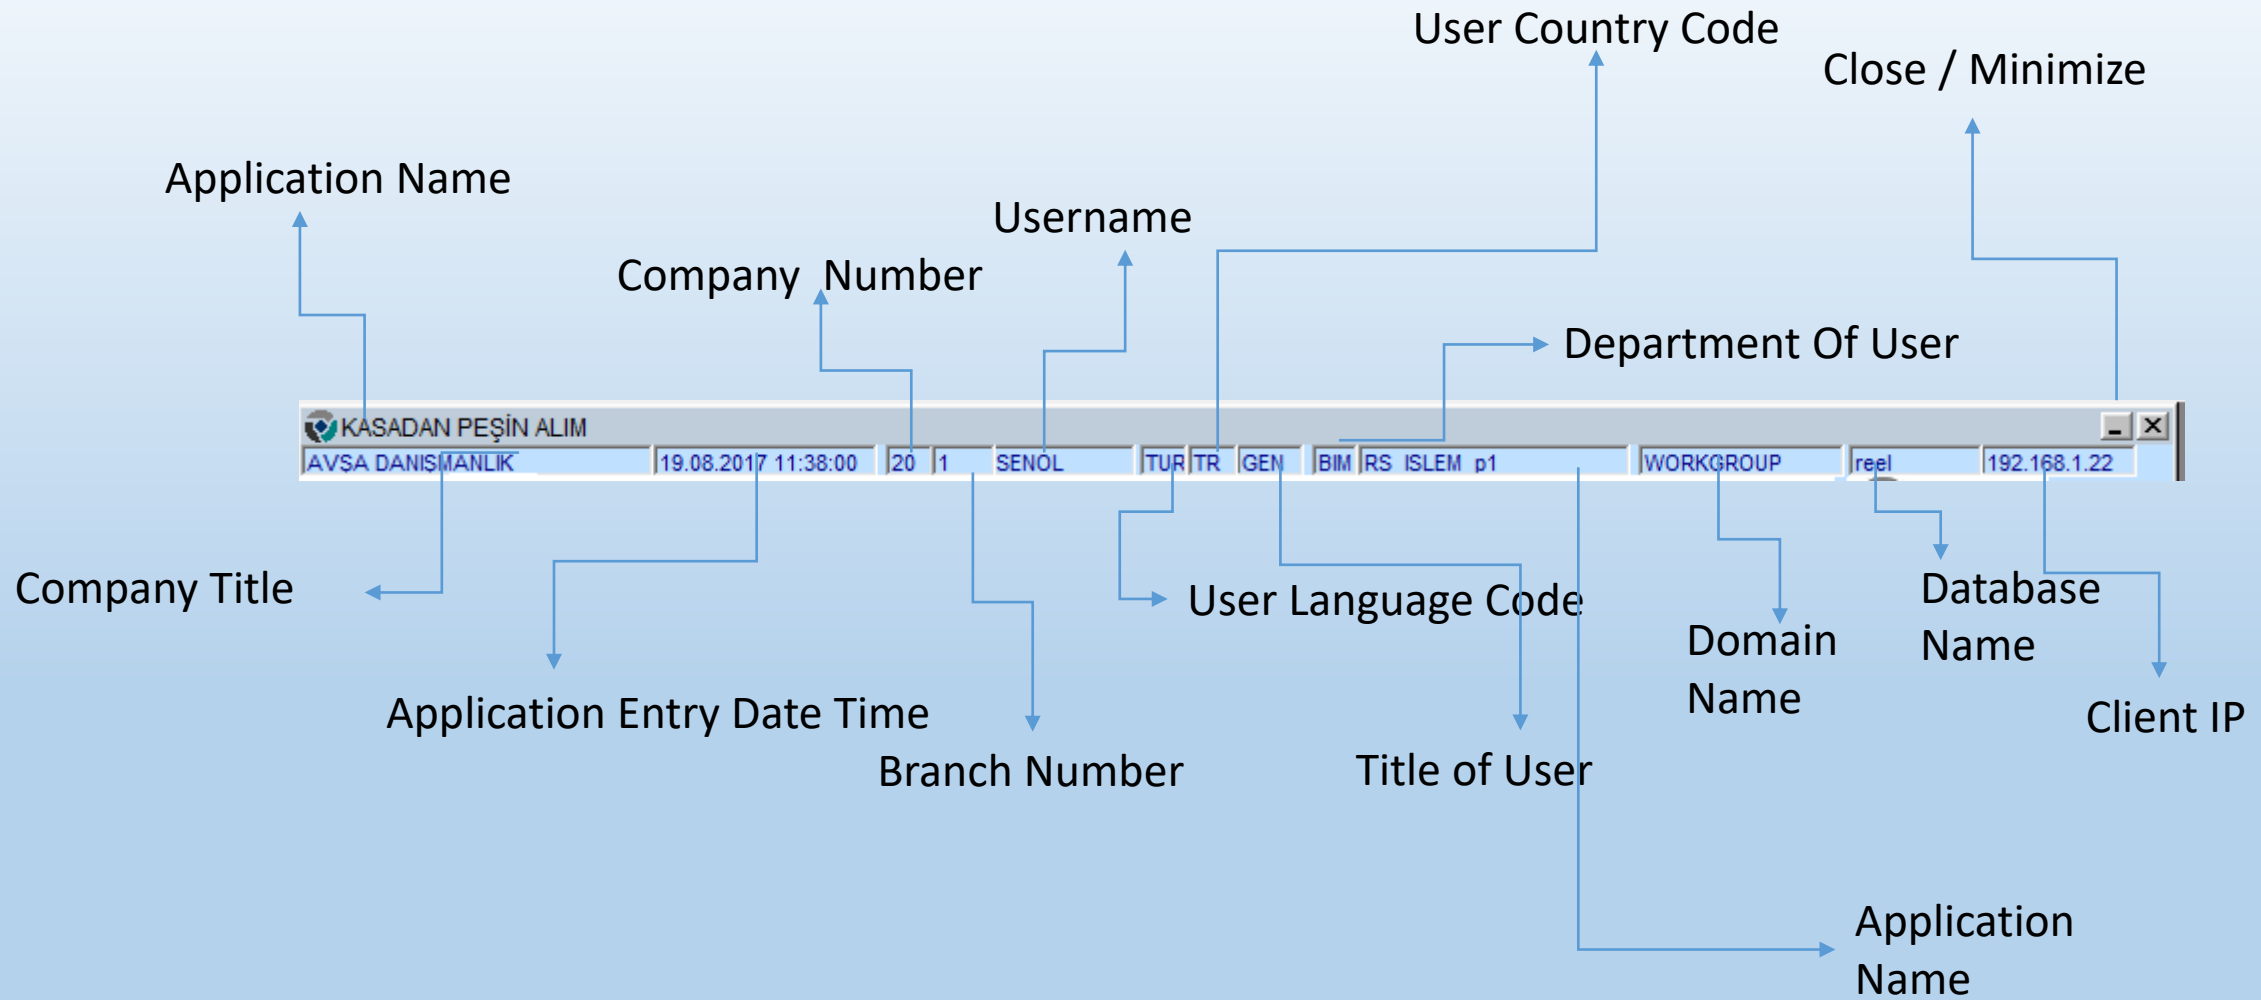 User Country Code
Close / Minimize
Application Name
Username
Company  Number
Department Of User
KASADAN PEŞİN ALIM
AVSA DANISMANLIK 19.08.2017 11:38:00 20 1 SENOL TUR TR GEN BIM RS ISLEM p1 WORKGROUP reel 192.168.1.22
Company Title
User Language Code
Database
Name
Domain
Name
Application Entry Date Time
Client IP
Branch Number
Title of User
Application
Name